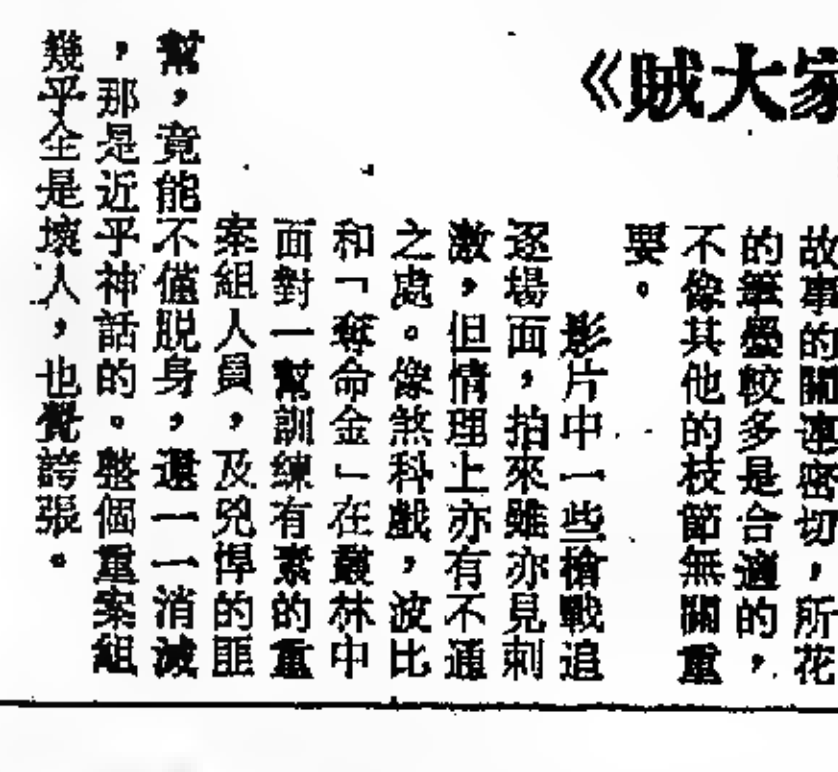 《賊大家
故事的關連密切，所花
的筆墨較多是合適的，
不像其他的枝節無關重
要。
影片中一些槍戰追
逐場面，拍來雖亦見刺
激，但情理上亦有不通
之處。像煞科戲，波比
和「奪命金」在叢林中
面對一幫訓練有素的重
案組人員，及兇悍的匪
幫，竟能不僅脫身，還一一消滅
，那是近乎神話的。整個重案組
幾乎全是壞人，也覺誇張。